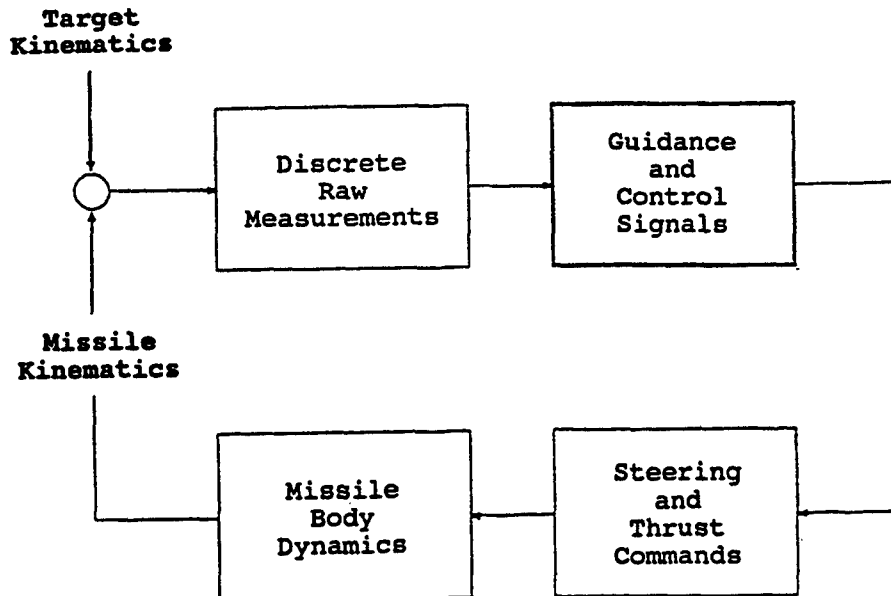 Target
Kinematics
Discrete
Raw
Measurements
Guidance
and
Control
Signals
Missile
Kinematics
Missile
Body
Dynamics
Steering
and
Thrust
Commands